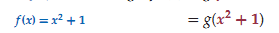 f(x) = x² + 1 = g(x² + 1)